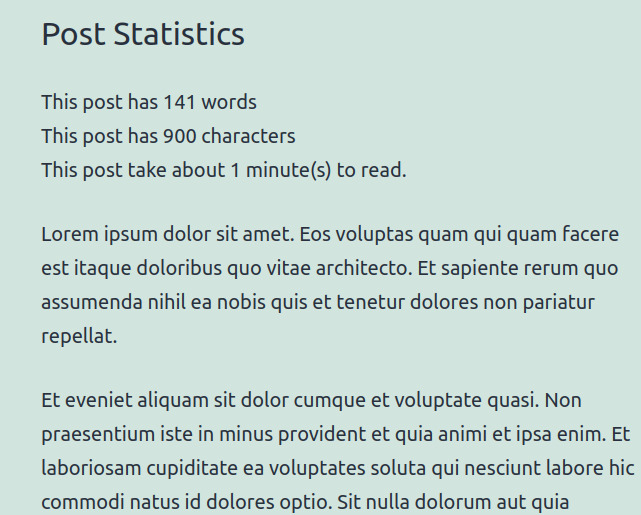 Post Statistics
This post has 141 words
This post has 900 characters
This post take about 1 minute(s) to read.
Lorem ipsum dolor sit amet. Eos voluptas quam qui quam facere
est itaque doloribus quo vitae architecto. Et sapiente rerum quo
assumenda nihil ea nobis quis et tenetur dolores non pariatur
repellat.
Et eveniet aliquam sit dolor cumque et voluptate quasi. Non
praesentium iste in minus provident et quia animi et ipsa enim. Et
laboriosam cupiditate ea voluptates soluta qui nesciunt labore hic
commodi natus id dolores optio. Sit nulla dolorum aut quia